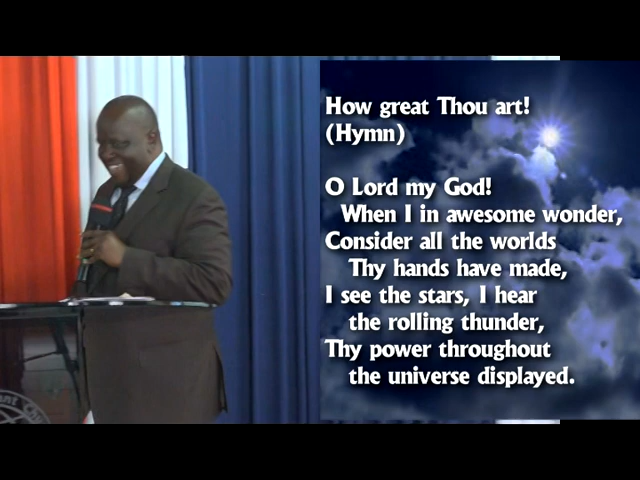 How great Thou art!
(Hymn)
O Lord my God!
When I in awesome wonder,
Consider all the worlds
Thy hands have made,
I see the stars, I hear
the rolling thunder,
Thy power throughout
the universe displayed.